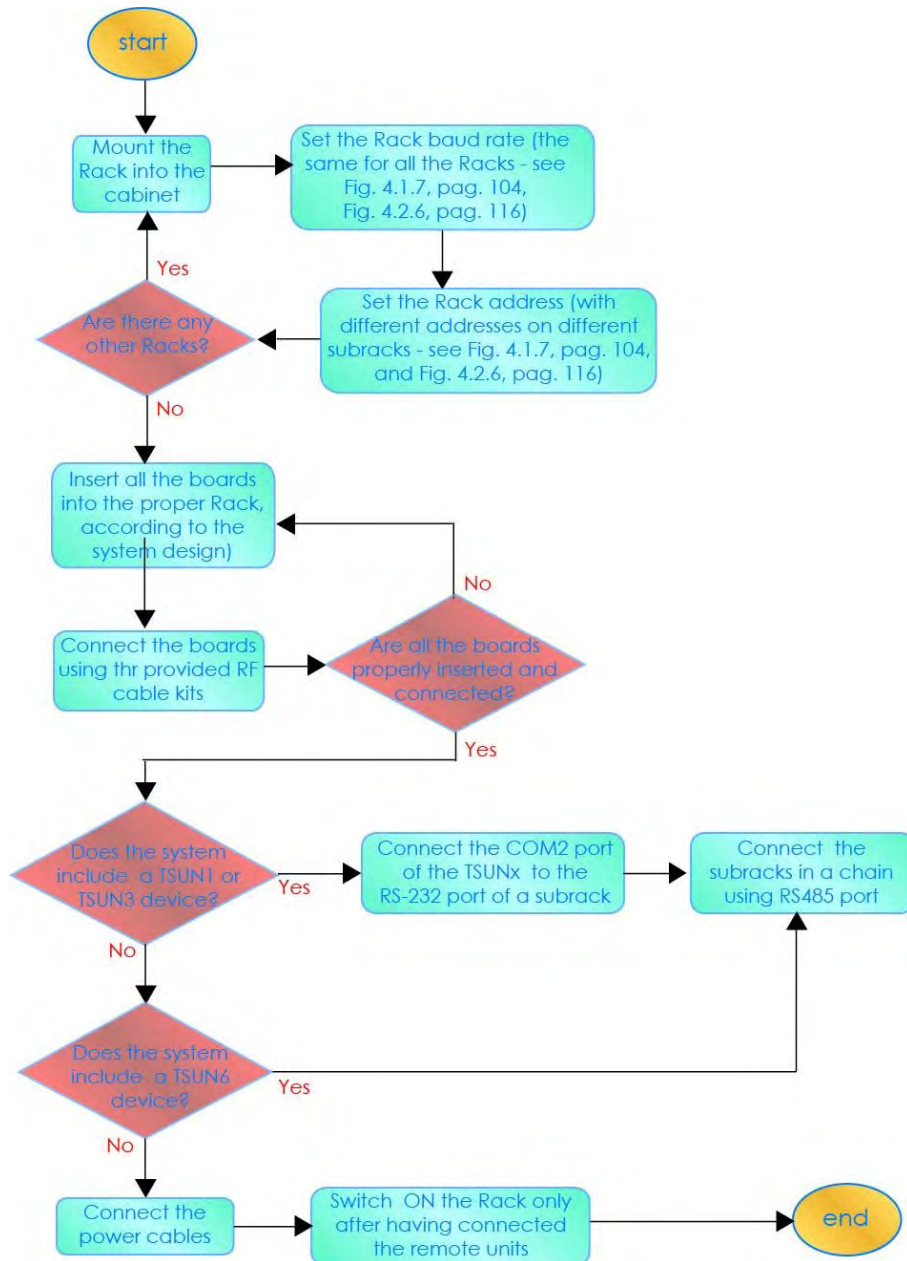 start
Mount the
Rack into the
cabinet
Set the Rack baud rate (the
same for all the Racks - see
Fig. 4.1.7, pag. 104,
Fig. 4.2.6, pag. 116)
Yes
Are there any
other Racks?
Set the Rack address (with
different addresses on different
subracks - see Fig. 4.1.7, pag. 104,
and Fig. 4.2.6, pag. 116)
No
Insert all the boards
into the proper Rack,
according to the
system design)
No
Connect the boards
using thr provided RF
cable kits
Are all the boards
properly inserted and
connected?
Yes
Does the system
include a TSUN1 or
TSUN3 device?
Yes
Connect the COM2 port
of the TSUNx to the
RS-232 port of a subrack
Connect the
subracks in a chain
using RS485 port
No
Does the system
include a TSUN6
device?
Yes
No
Connect the
power cables
Switch ON the Rack only
after having connected
the remote units
end